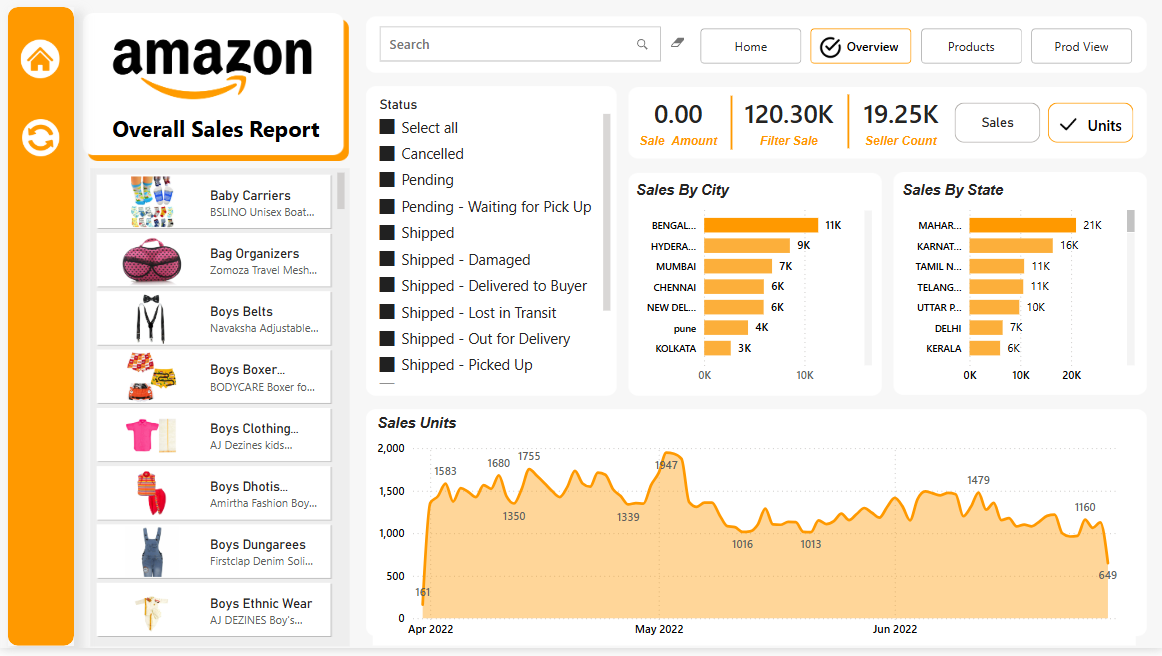 amazon
Overall Sales Report
Search
Home
Overview
Products
Prod View
Baby Carriers
BSLINO Unisex Boat...
Bag Organizers
Zomoza Travel Mesh...
Boys Belts
Navaksha Adjustable...
Boys Boxer...
BODYCARE Boxer fo...
Boys Clothing...
AJ Dezines kids...
Boys Dhotis...
Amirtha Fashion Boy...
Boys Dungarees
Firstclap Denim Soli...
Boys Ethnic Wear
AJ DEZINES Boy's...
Status
Select all
Cancelled
Pending
Pending - Waiting for Pick Up
Shipped
Shipped - Damaged
Shipped - Delivered to Buyer
Shipped - Lost in Transit
Shipped - Out for Delivery
Shipped - Picked Up
0.00
Sale Amount
120.30K
Filter Sale
19.25K
Seller Count
Sales
Units
Sales By City
BENGAL... 11K
HYDERA... 9K
MUMBAI 7K
CHENNAI 6K
NEW DEL... 6K
pune 4K
KOLKATA 3K
0K 10K
Sales By State
MAHAR... 21K
KARNAT... 16K
TAMIL N... 11K
TELANG... 11K
UTTAR P... 10K
DELHI 7K
KERALA 6K
0K 10K 20K
Sales Units
2,000
1,500
1,000
500
0
161
1583
1680
1350
1755
1339
1947
1016
1013
1479
1160
649
Apr 2022 May 2022 Jun 2022